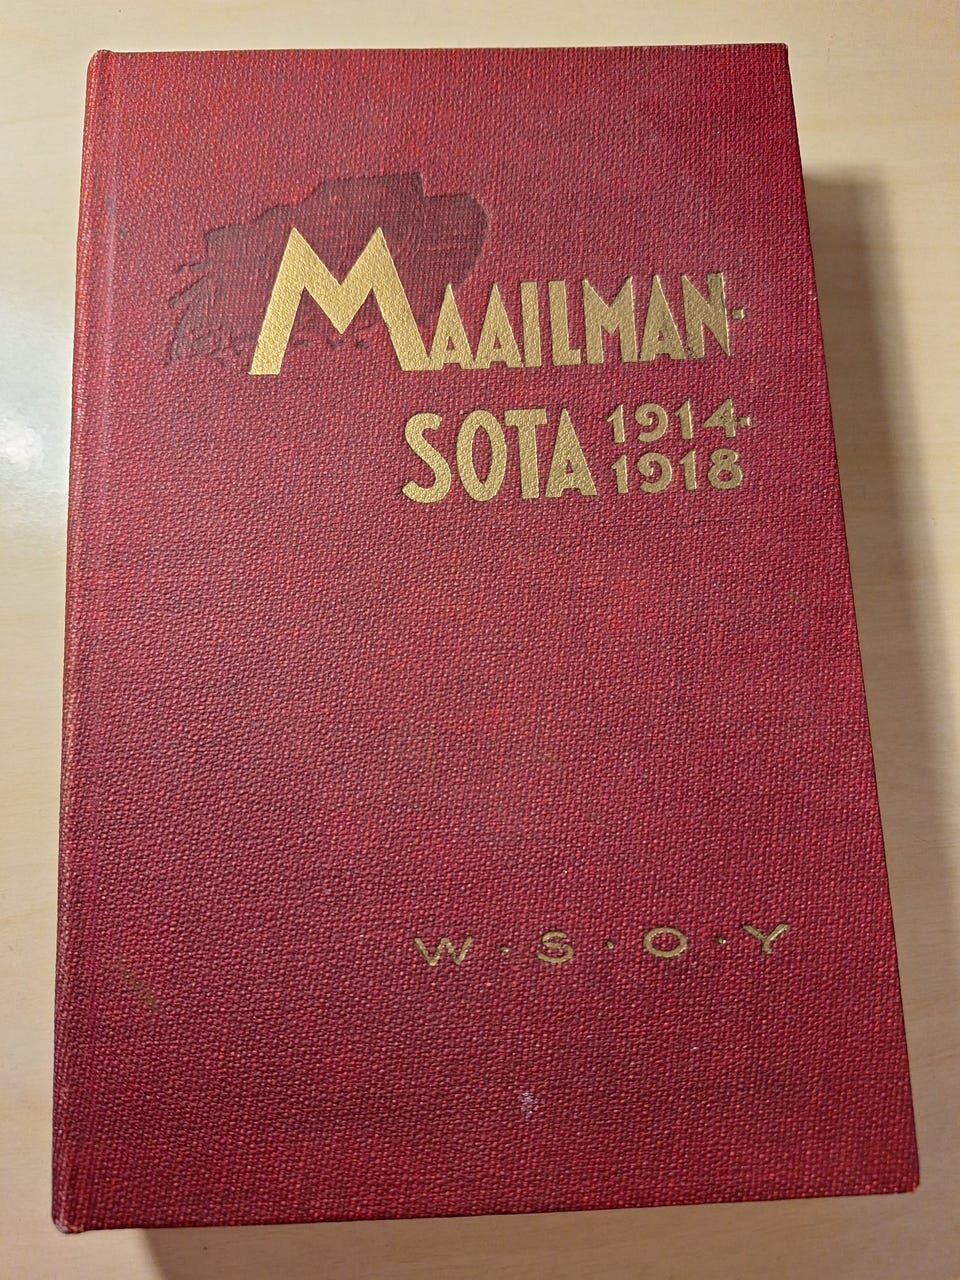 MAAILMAN-
SOTA 1914-
1918
W·S·O·Y